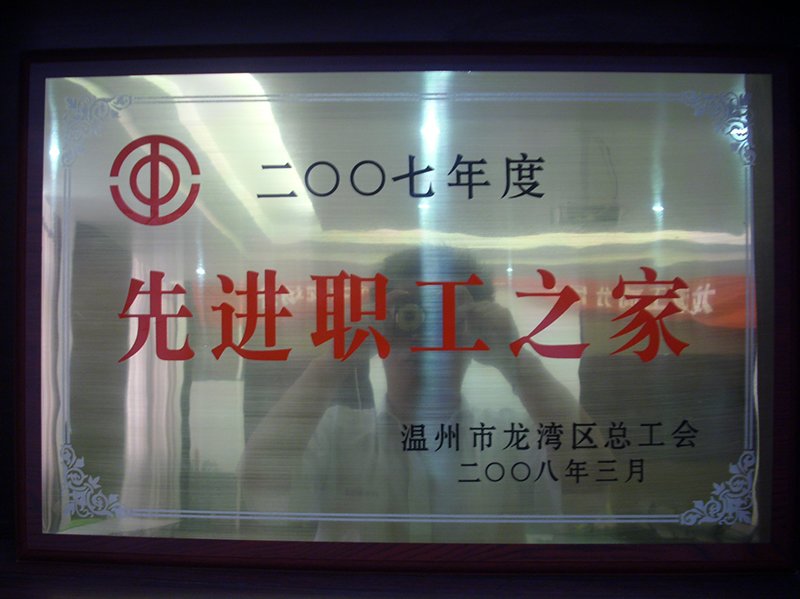 二〇〇七年度
先进职工之家
温州市龙湾区总工会
二〇〇八年三月